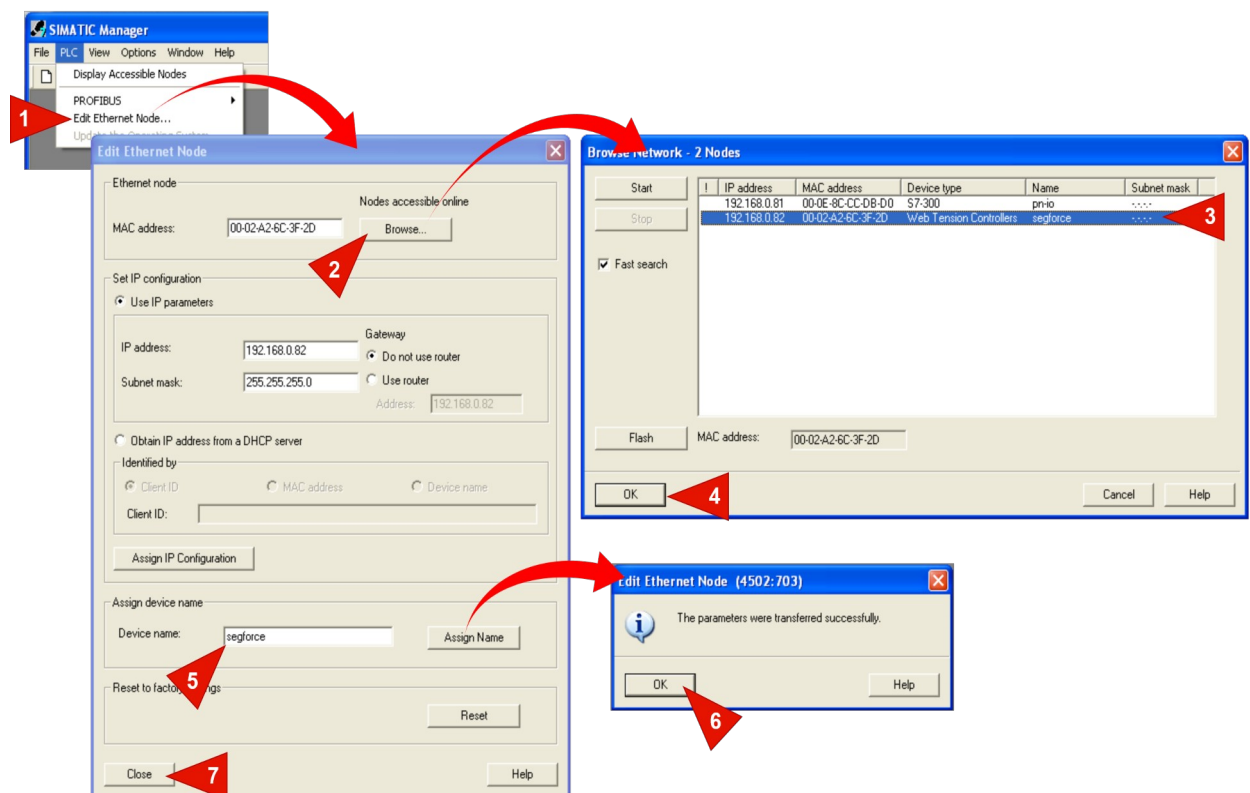 SIMATIC Manager
File PLC View Options Window Help
Display Accessible Nodes
PROFIBUS
1
Edit Ethernet Node...
Update the Operating System
Edit Ethernet Node
Ethernet node
Nodes accessible online
MAC address: 00-02-A2-6C-3F-2D Browse...
2
Set IP configuration
Use IP parameters
Gateway
IP address: 192.168.0.82
Do not use router
Subnet mask: 255.255.255.0
Use router
Address: 192.168.0.82
Obtain IP address from a DHCP server
Identified by
Client ID MAC address Device name
Client ID:
Assign IP Configuration
Assign device name
Device name: segforce Assign Name
5
Reset to factory ngs
Reset
Close
7
Help
Browse Network - 2 Nodes
Start
Stop
Fast search
! IP address MAC address Device type Name Subnet mask
192.168.0.81 00-0E-8C-CC-DB-D0 S7-300 pn-io -.-.-.-
192.168.0.82 00-02-A2-6C-3F-2D Web Tension Controllers segforce -.-.-.-
3
Flash MAC address: 00-02-A2-6C-3F-2D
OK
4
Cancel Help
Edit Ethernet Node (4502:703)
The parameters were transferred successfully.
OK Help
6